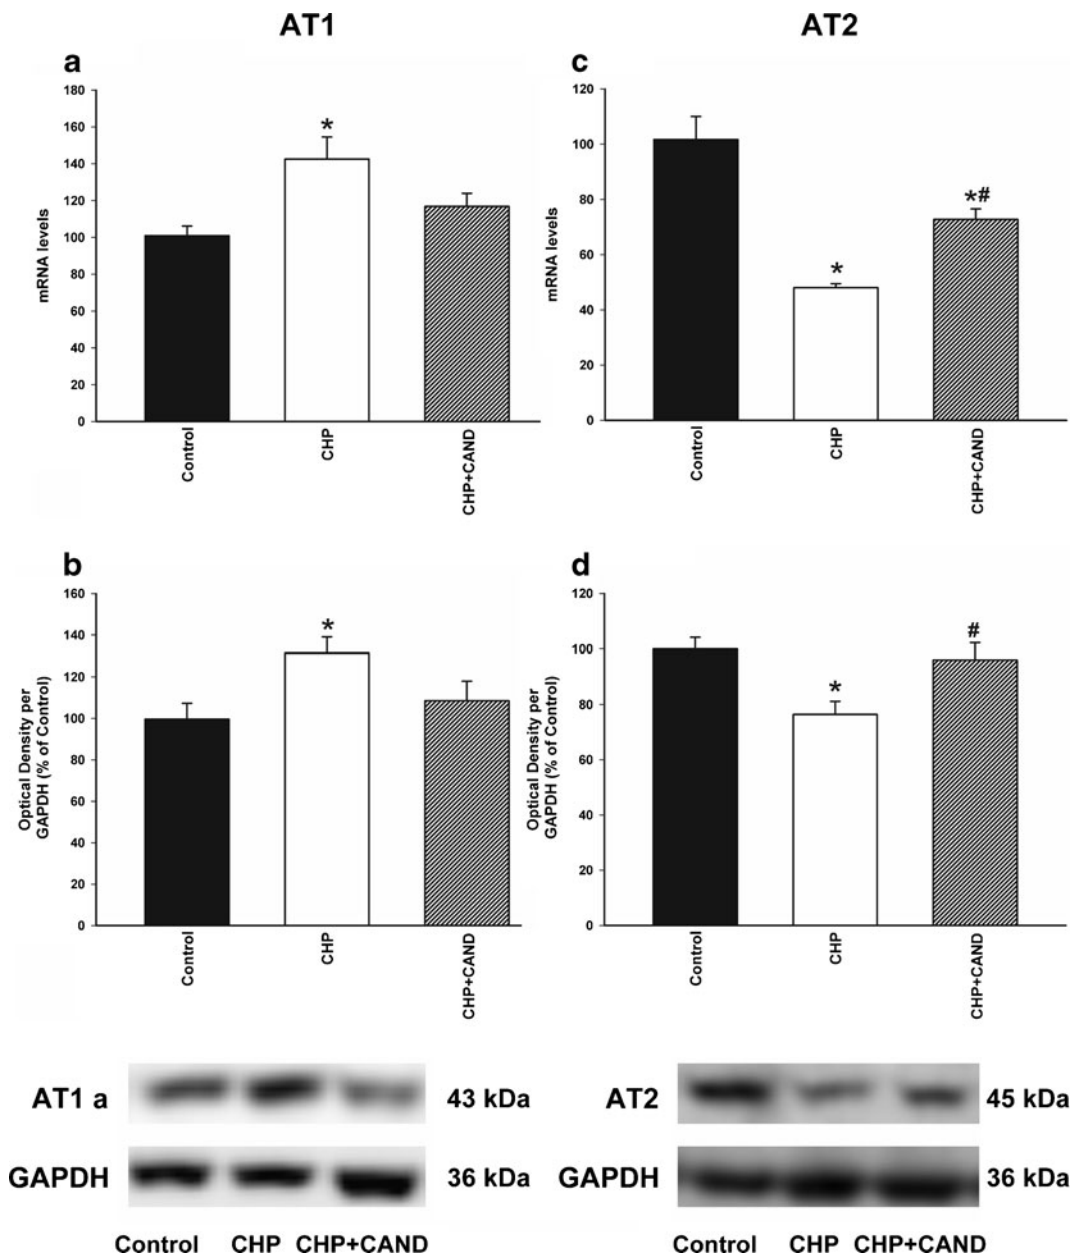 AT1
AT2
a
180
160
140
120
100
80
60
40
20
0
mRNA levels
*
Control
CHP
CHP+CAND
c
120
100
80
60
40
20
0
mRNA levels
*
*#
Control
CHP
CHP+CAND
b
160
140
120
100
80
60
40
20
0
Optical Density per
GAPDH (% of Control)
*
Control
CHP
CHP+CAND
d
120
100
80
60
40
20
0
Optical Density per
GAPDH (% of Control)
*
#
Control
CHP
CHP+CAND
AT1 a
43 kDa
GAPDH
36 kDa
Control CHP CHP+CAND
AT2
45 kDa
GAPDH
36 kDa
Control CHP CHP+CAND